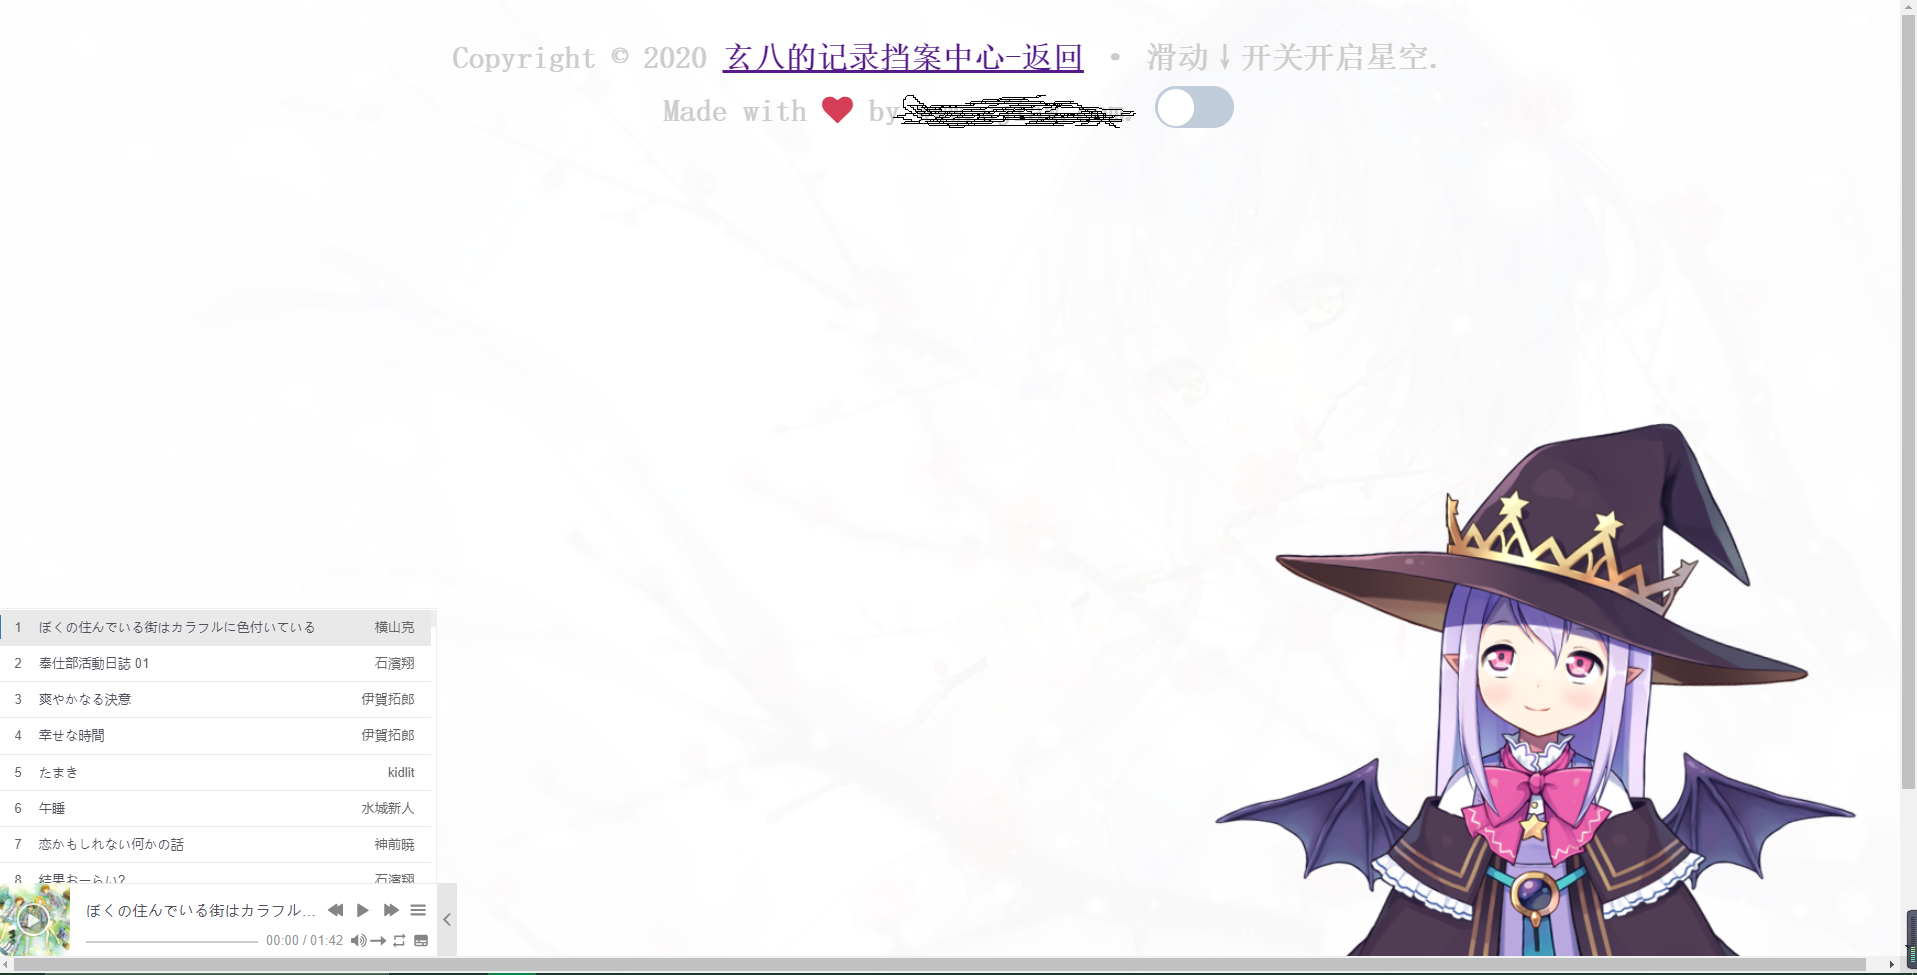 Copyright © 2020 玄八的记录挡案中心-返回 • 滑动↓开关开启星空.
Made with ❤ by
1 ぼくの住んでいる街はカラフルに色付いている 横山克
2 奉仕部活動日誌 01 石濱翔
3 爽やかなる決意 伊賀拓郎
4 幸せな時間 伊賀拓郎
5 たまき kidlit
6 午睡 水城新人
7 恋かもしれない何かの話 神前暁
8 結果おーらい? 石濱翔
ぼくの住んでいる街はカラフル...
00:00 / 01:42